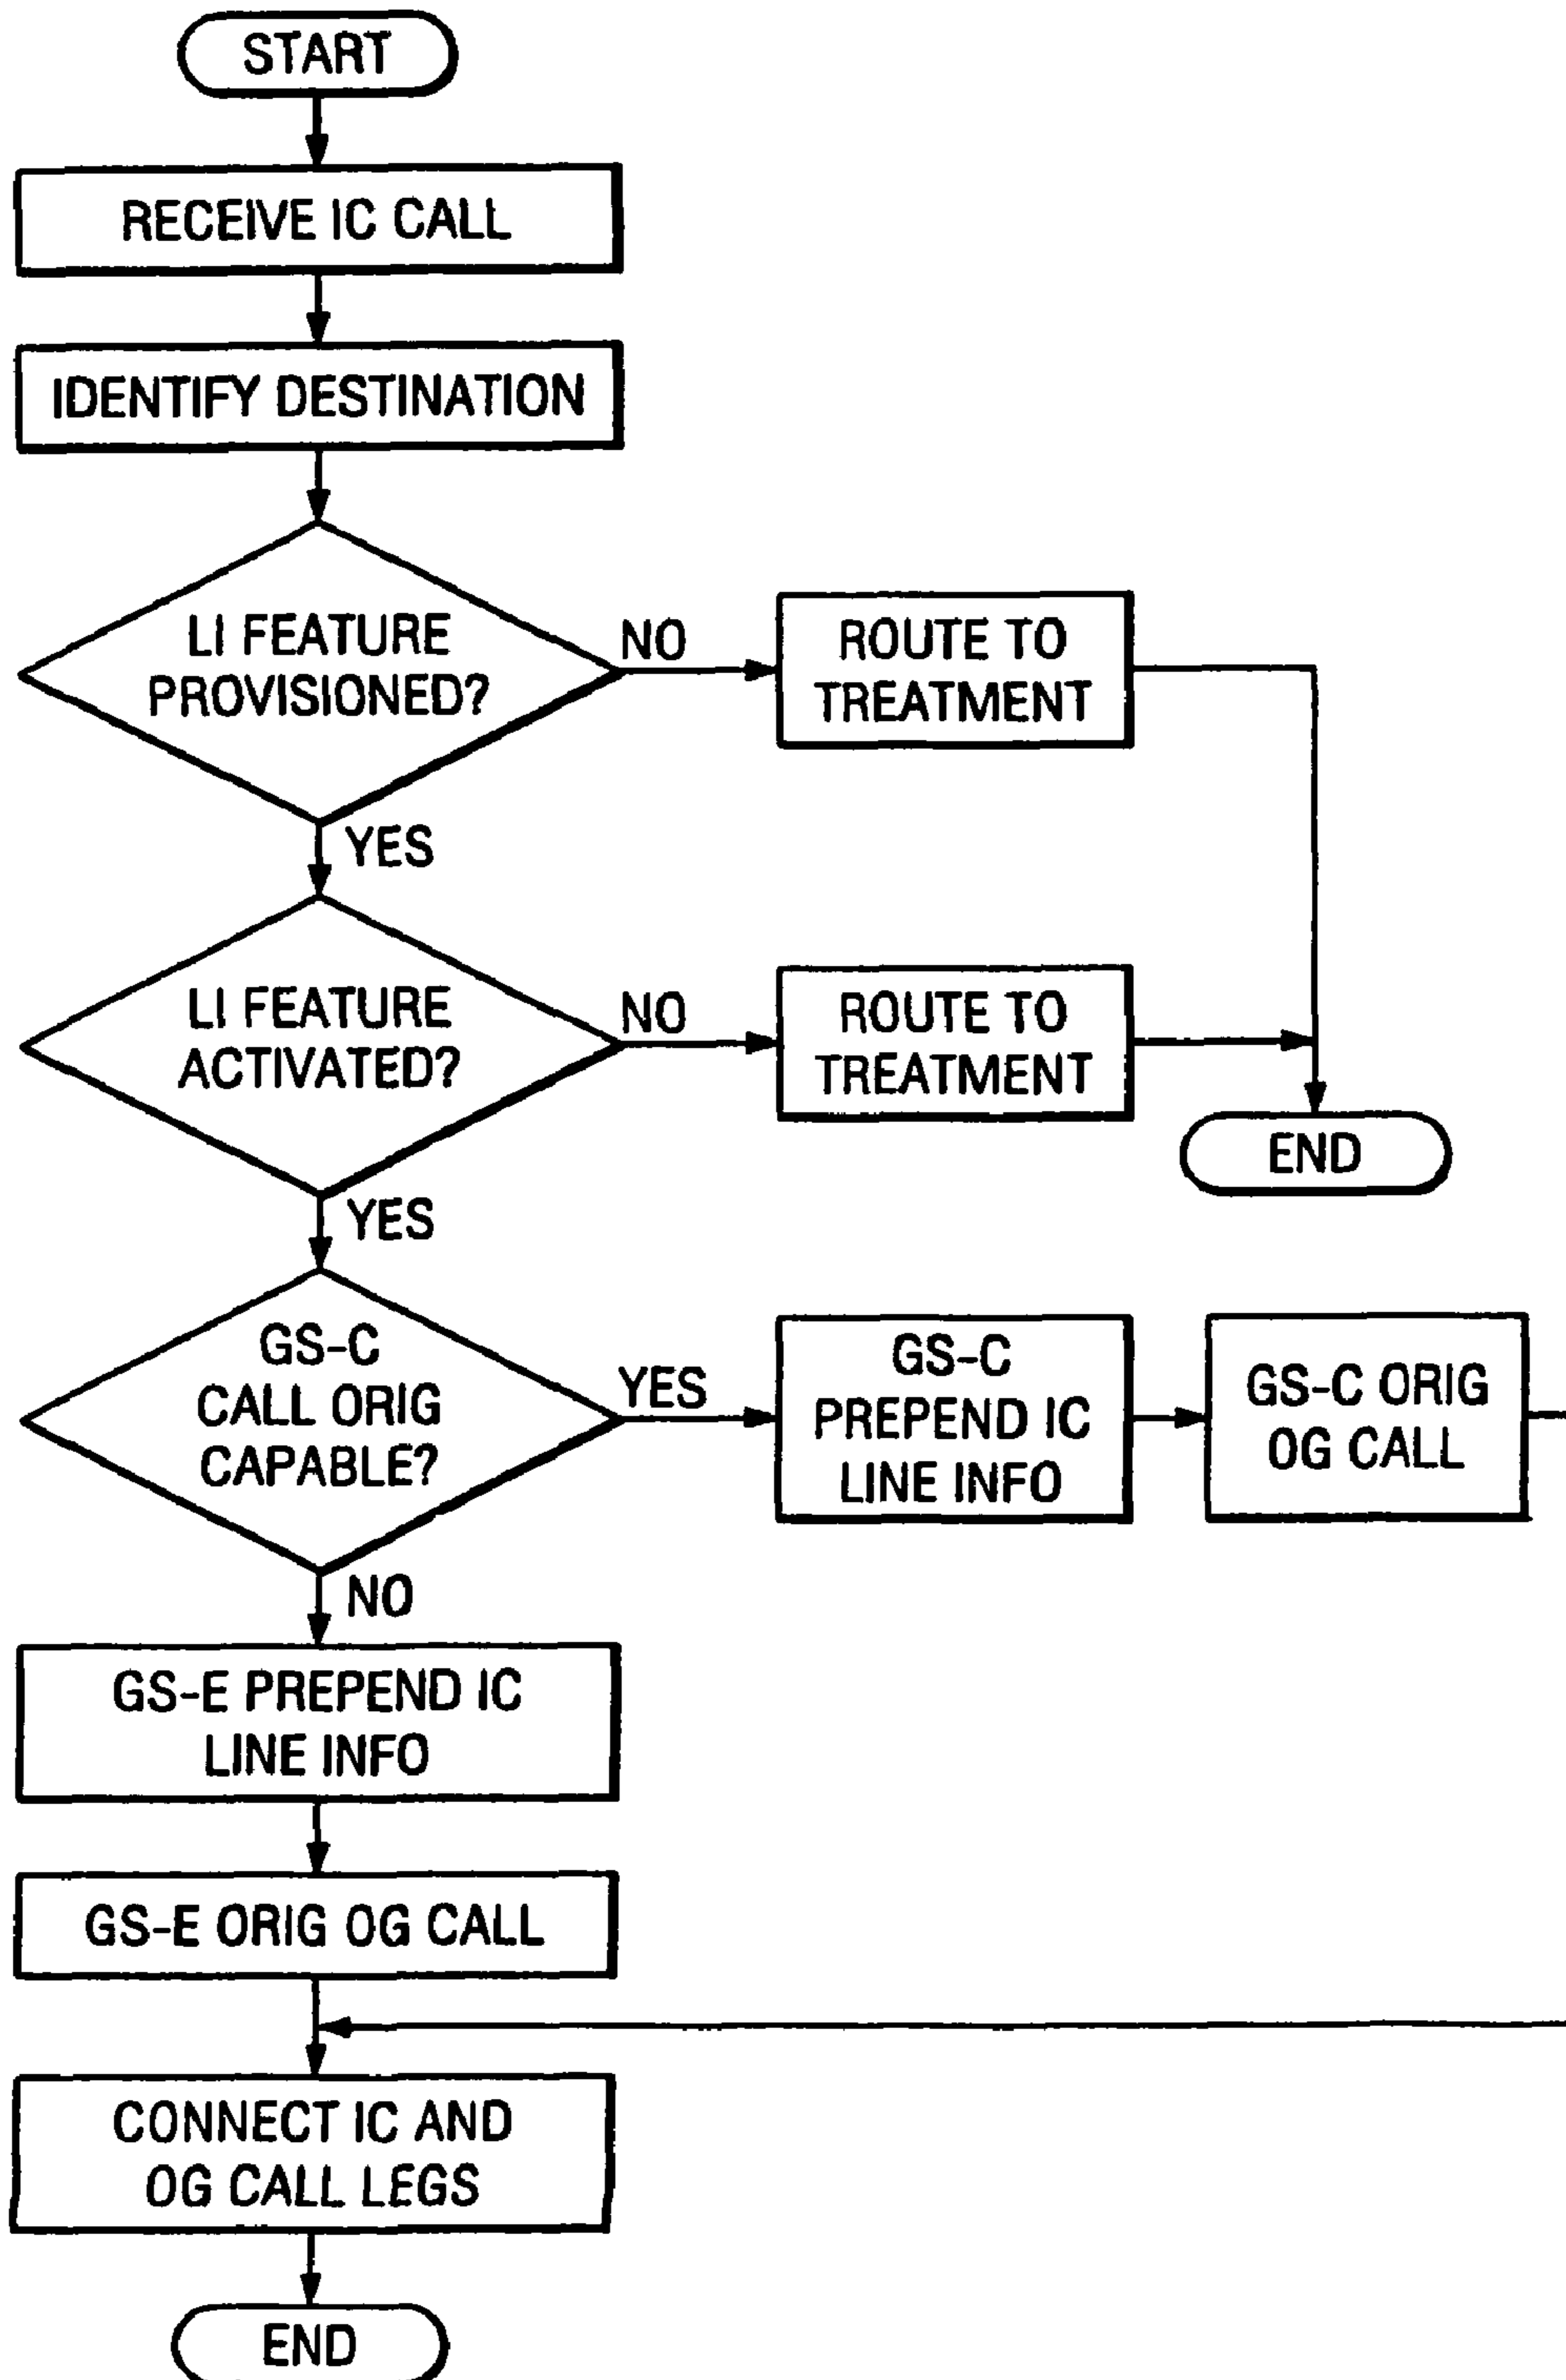 START
RECEIVE IC CALL
IDENTIFY DESTINATION
LI FEATURE
PROVISIONED?
NO
ROUTE TO
TREATMENT
YES
LI FEATURE
ACTIVATED?
NO
ROUTE TO
TREATMENT
END
YES
GS-C
CALL ORIG
CAPABLE?
YES
GS-C
PREPEND IC
LINE INFO
GS-C ORIG
OG CALL
NO
GS-E PREPEND IC
LINE INFO
GS-E ORIG OG CALL
CONNECT IC AND
OG CALL LEGS
END